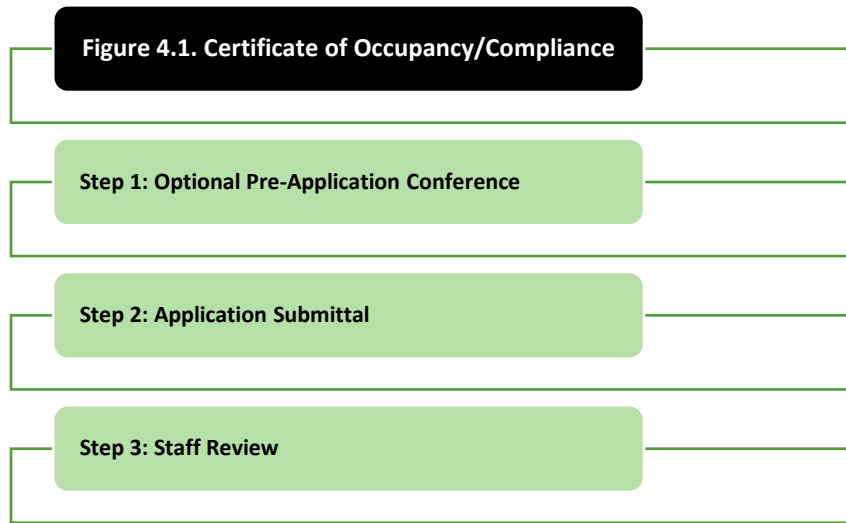 Figure 4.1. Certificate of Occupancy/Compliance
Step 1: Optional Pre-Application Conference
Step 2: Application Submittal
Step 3: Staff Review